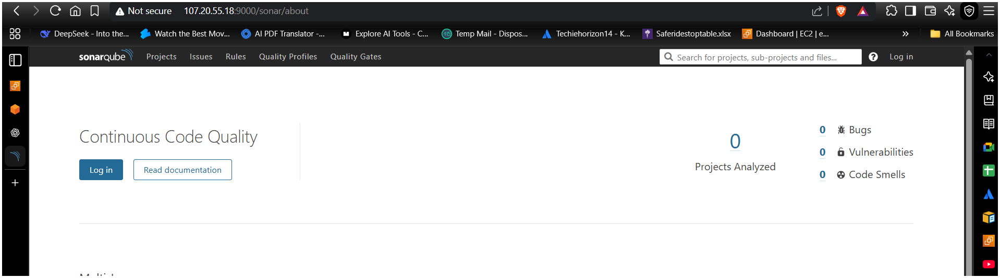 Not secure 107.20.55.18:9000/sonar/about
DeepSeek - Into the... Watch the Best Mov... AI PDF Translator -... Explore AI Tools - C... Temp Mail - Dispos... Techiehorizon14 - K... Saferidestoptable.xlsx Dashboard | EC2 | e... » All Bookmarks
sonarqube Projects Issues Rules Quality Profiles Quality Gates Search for projects, sub-projects and files... ? Log in
Continuous Code Quality
Log in Read documentation
0
Projects Analyzed
0 Bugs
0 Vulnerabilities
0 Code Smells